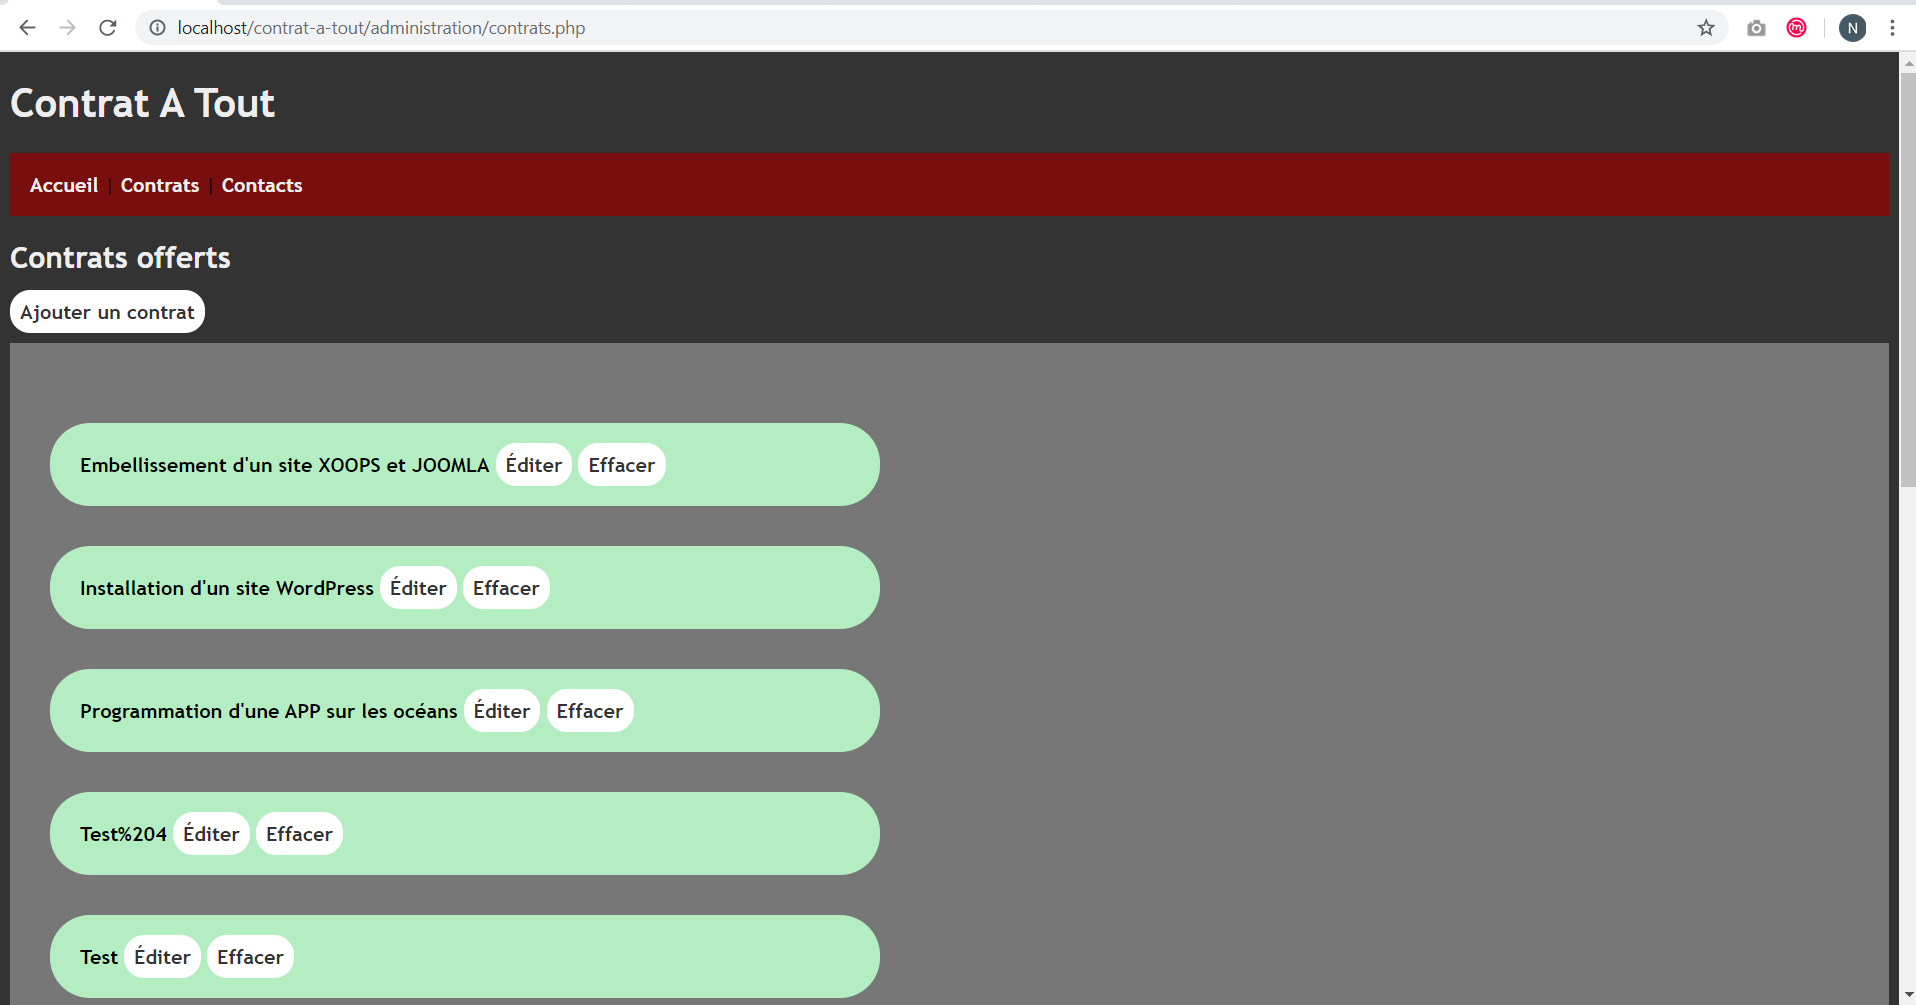 localhost/contrat-a-tout/administration/contrats.php
N
Contrat A Tout
Accueil | Contrats | Contacts
Contrats offerts
Ajouter un contrat
Embellissement d'un site XOOPS et JOOMLA Éditer Effacer
Installation d'un site WordPress Éditer Effacer
Programmation d'une APP sur les océans Éditer Effacer
Test%204 Éditer Effacer
Test Éditer Effacer